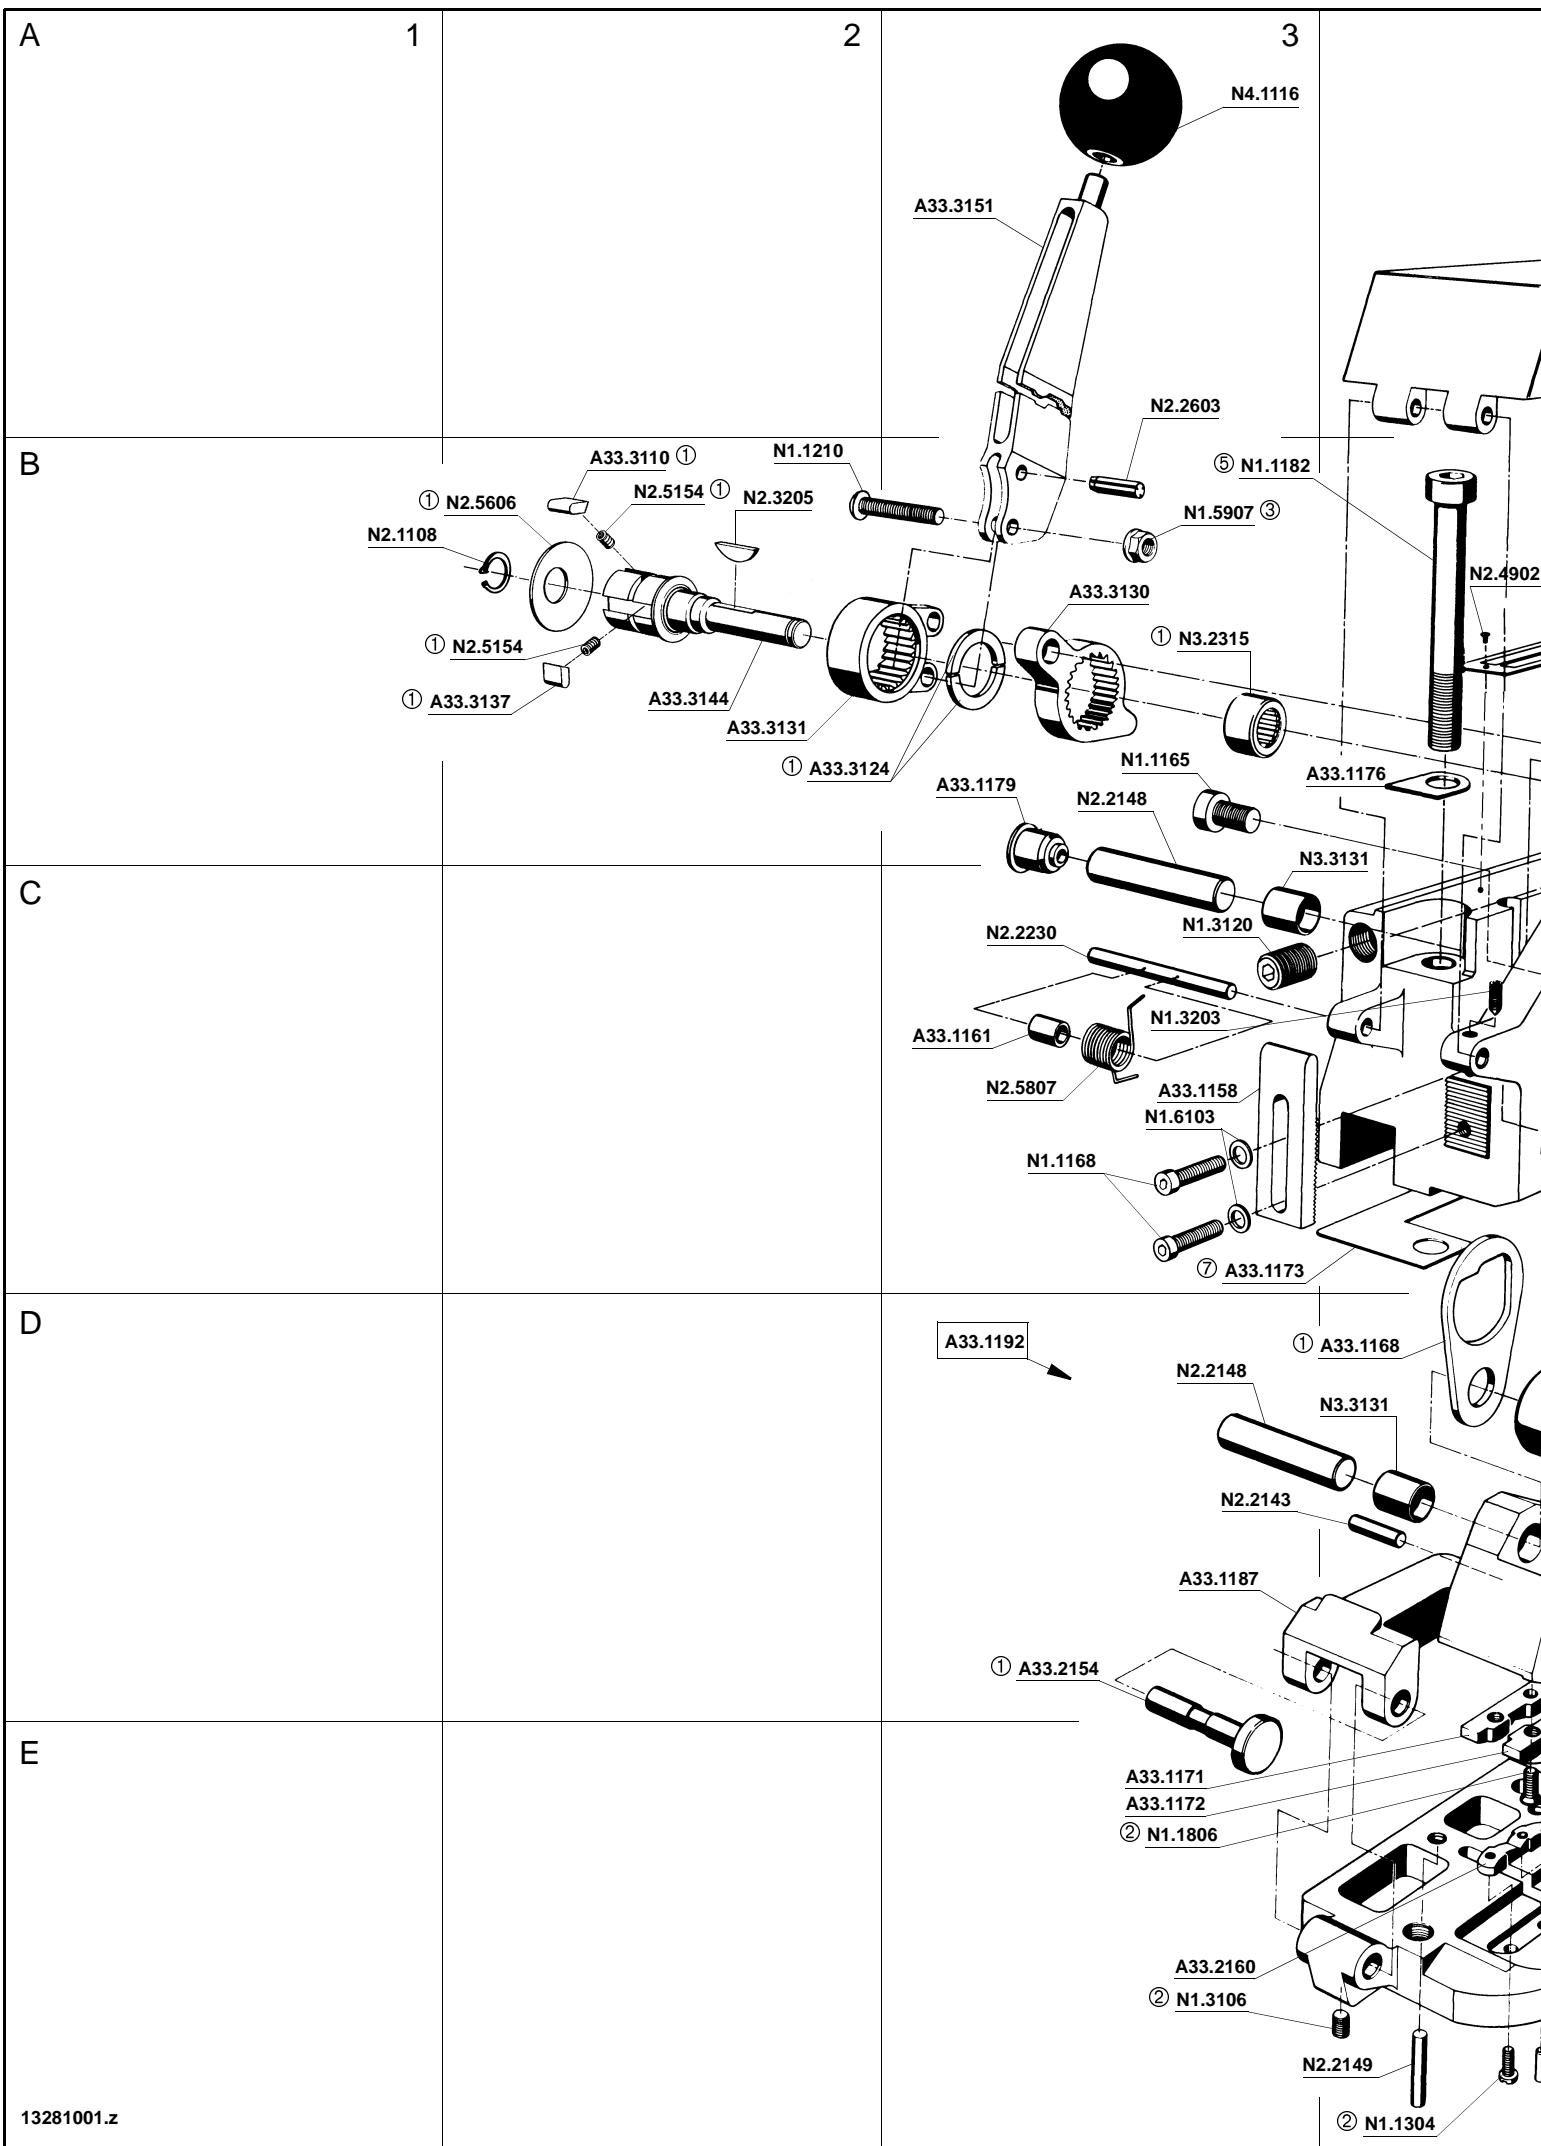 A 1 2 3
N4.1116
A33.3151
N2.2603
B
A33.3110 ①
N1.1210
⑤ N1.1182
① N2.5606
N2.5154 ①
N2.3205
N1.5907 ③
N2.1108
N2.4902
A33.3130
① N2.5154
① N3.2315
① A33.3137
A33.3144
A33.3131
① A33.3124
N1.1165
A33.1176
A33.1179
N2.2148
N3.3131
C
N1.3120
N2.2230
N1.3203
A33.1161
N2.5807
A33.1158
N1.6103
N1.1168
⑦ A33.1173
D
A33.1192
① A33.1168
N2.2148
N3.3131
N2.2143
A33.1187
① A33.2154
E
A33.1171
A33.1172
② N1.1806
A33.2160
② N1.3106
N2.2149
13281001.z
② N1.1304